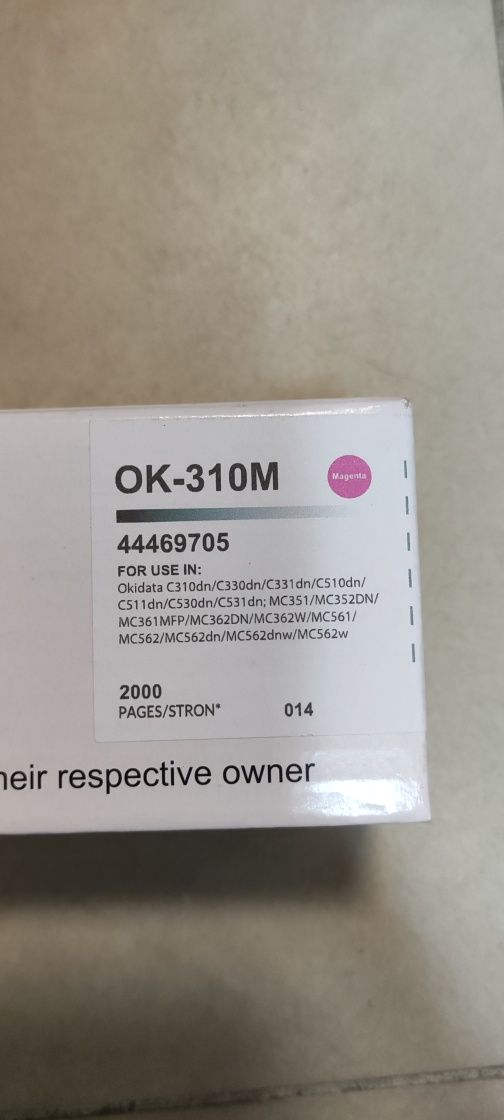 OK-310M
Magenta
44469705
FOR USE IN:
Okidata C310dn/C330dn/C331dn/C510dn/
C511dn/C530dn/C531dn; MC351/MC352DN/
MC361MFP/MC362DN/MC362W/MC561/
MC562/MC562dn/MC562dnw/MC562w
2000
PAGES/STRON* 014
heir respective owner